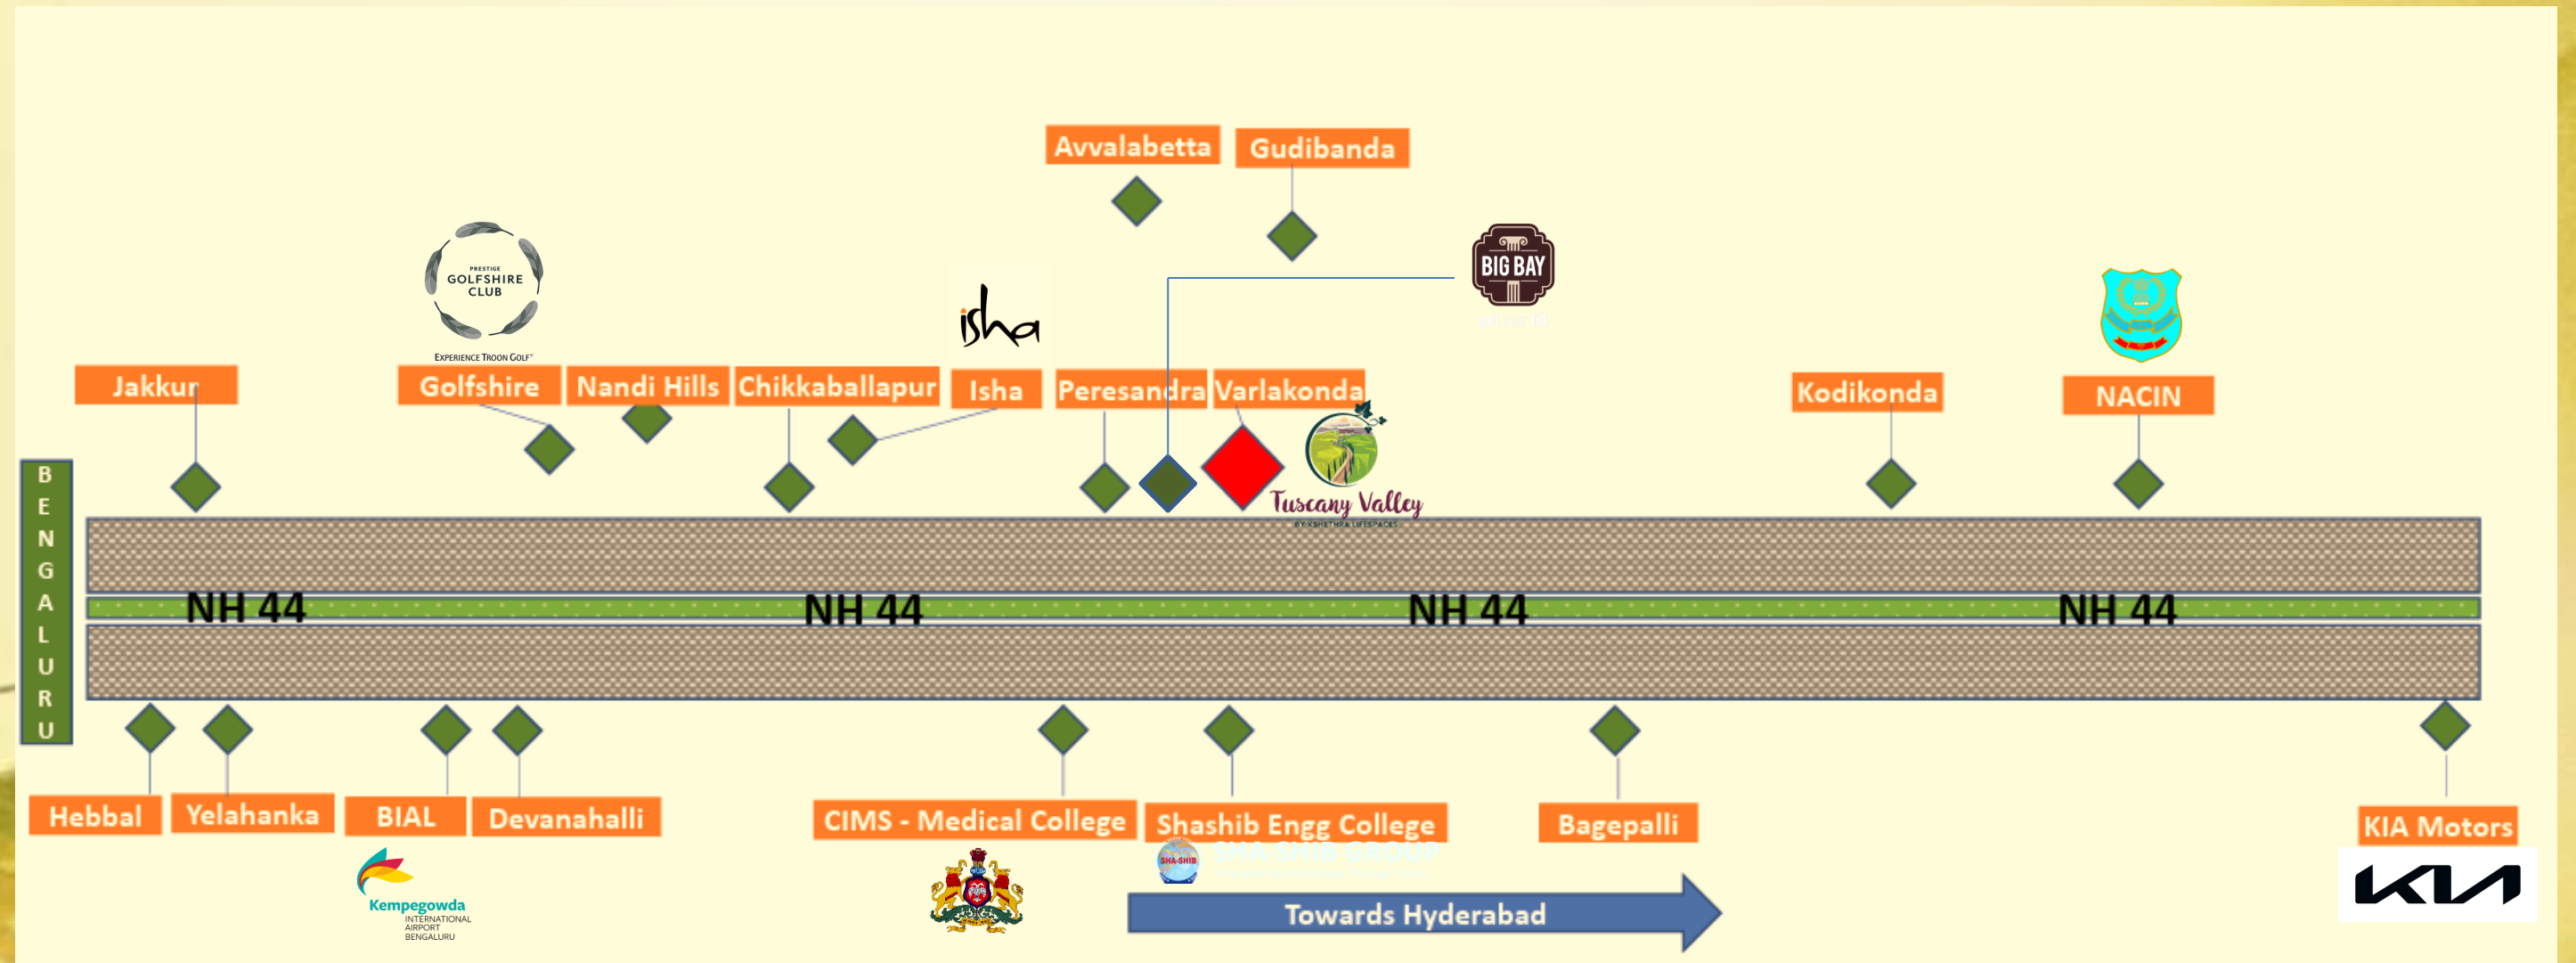 Avvalabetta
Gudibanda
PRESTIGE
GOLFSHIRE
CLUB
EXPERIENCE TROON GOLF
BIG BAY
isha
Jakkur
Golfshire
Nandi Hills
Chikkaballapur
Isha
Peresandra
Varlakonda
Kodikonda
NACIN
Tuscany Valley
BY KSHETHRA LIFESPACES
BENGALURU
NH 44
NH 44
NH 44
NH 44
Hebbal
Yelahanka
BIAL
Devanahalli
CIMS - Medical College
Shashib Engg College
Bagepalli
KIA Motors
Kempegowda
INTERNATIONAL
AIRPORT
BENGALURU
SHA-SHIB
SHA-SHIB GROUP
Towards Hyderabad
KIA